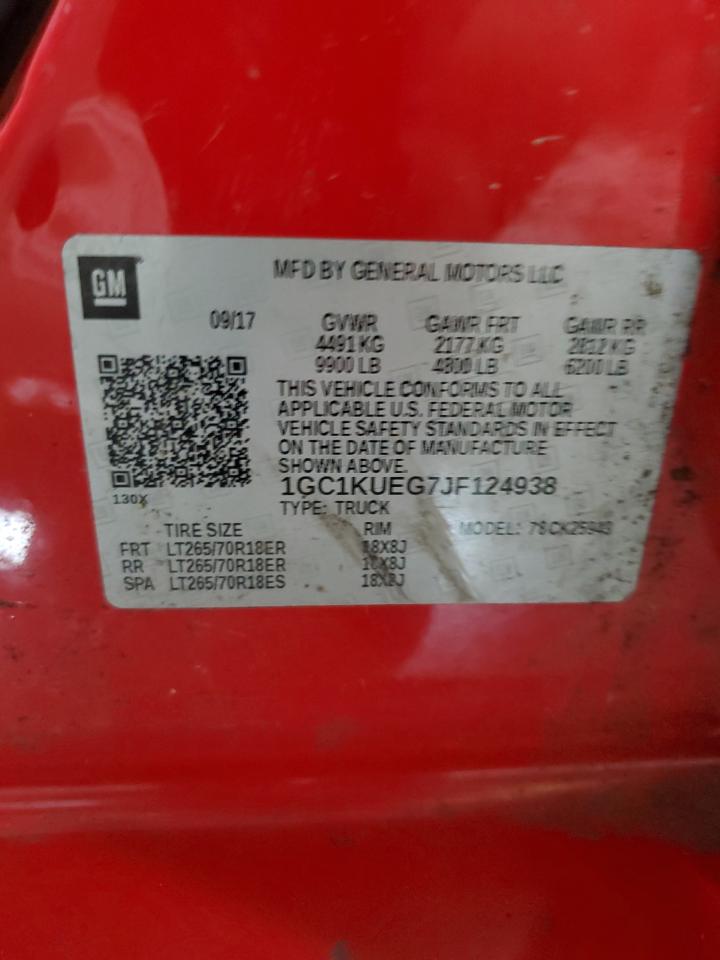 GM
MFD BY GENERAL MOTORS LLC
09/17 GVWR GAWR FRT GAWR RR
4491 KG 2177 KG 2812 KG
9900 LB 4800 LB 6200 LB
THIS VEHICLE CONFORMS TO ALL
APPLICABLE U.S. FEDERAL MOTOR
VEHICLE SAFETY STANDARDS IN EFFECT
ON THE DATE OF MANUFACTURE
SHOWN ABOVE.
130X 1GC1KUEG7JF124938
TYPE: TRUCK
TIRE SIZE RIM MODEL:
FRT LT265/70R18ER 18X8J
RR LT265/70R18ER 18X8J
SPA LT265/70R18ES 18X8J